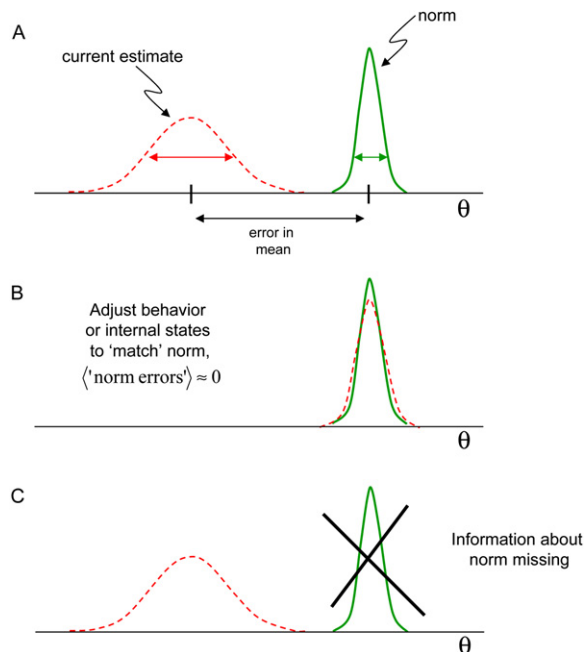 A
norm
current estimate
θ
error in
mean
B
Adjust behavior
or internal states
to ‘match’ norm,
⟨'norm errors'⟩ ≈ 0
θ
C
Information about
norm missing
θ